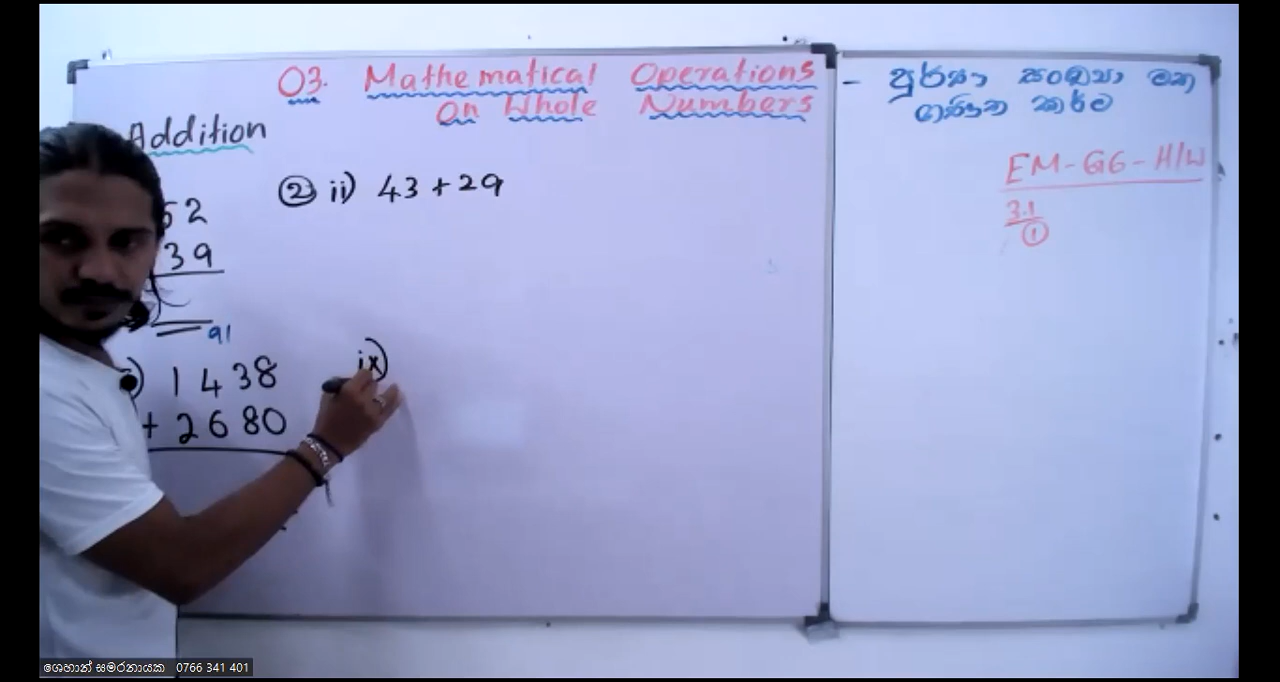 03. Mathematical Operations - පූර්ණ සංඛ්‍යා මත
On Whole Numbers ගණිත කර්ම
Addition
EM-G6-H/W
3.1
①
② ii) 43 + 29
52
39
91
) 1438
+ 2680
ix)
ශෙහාන් සමරනායක 0766 341 401